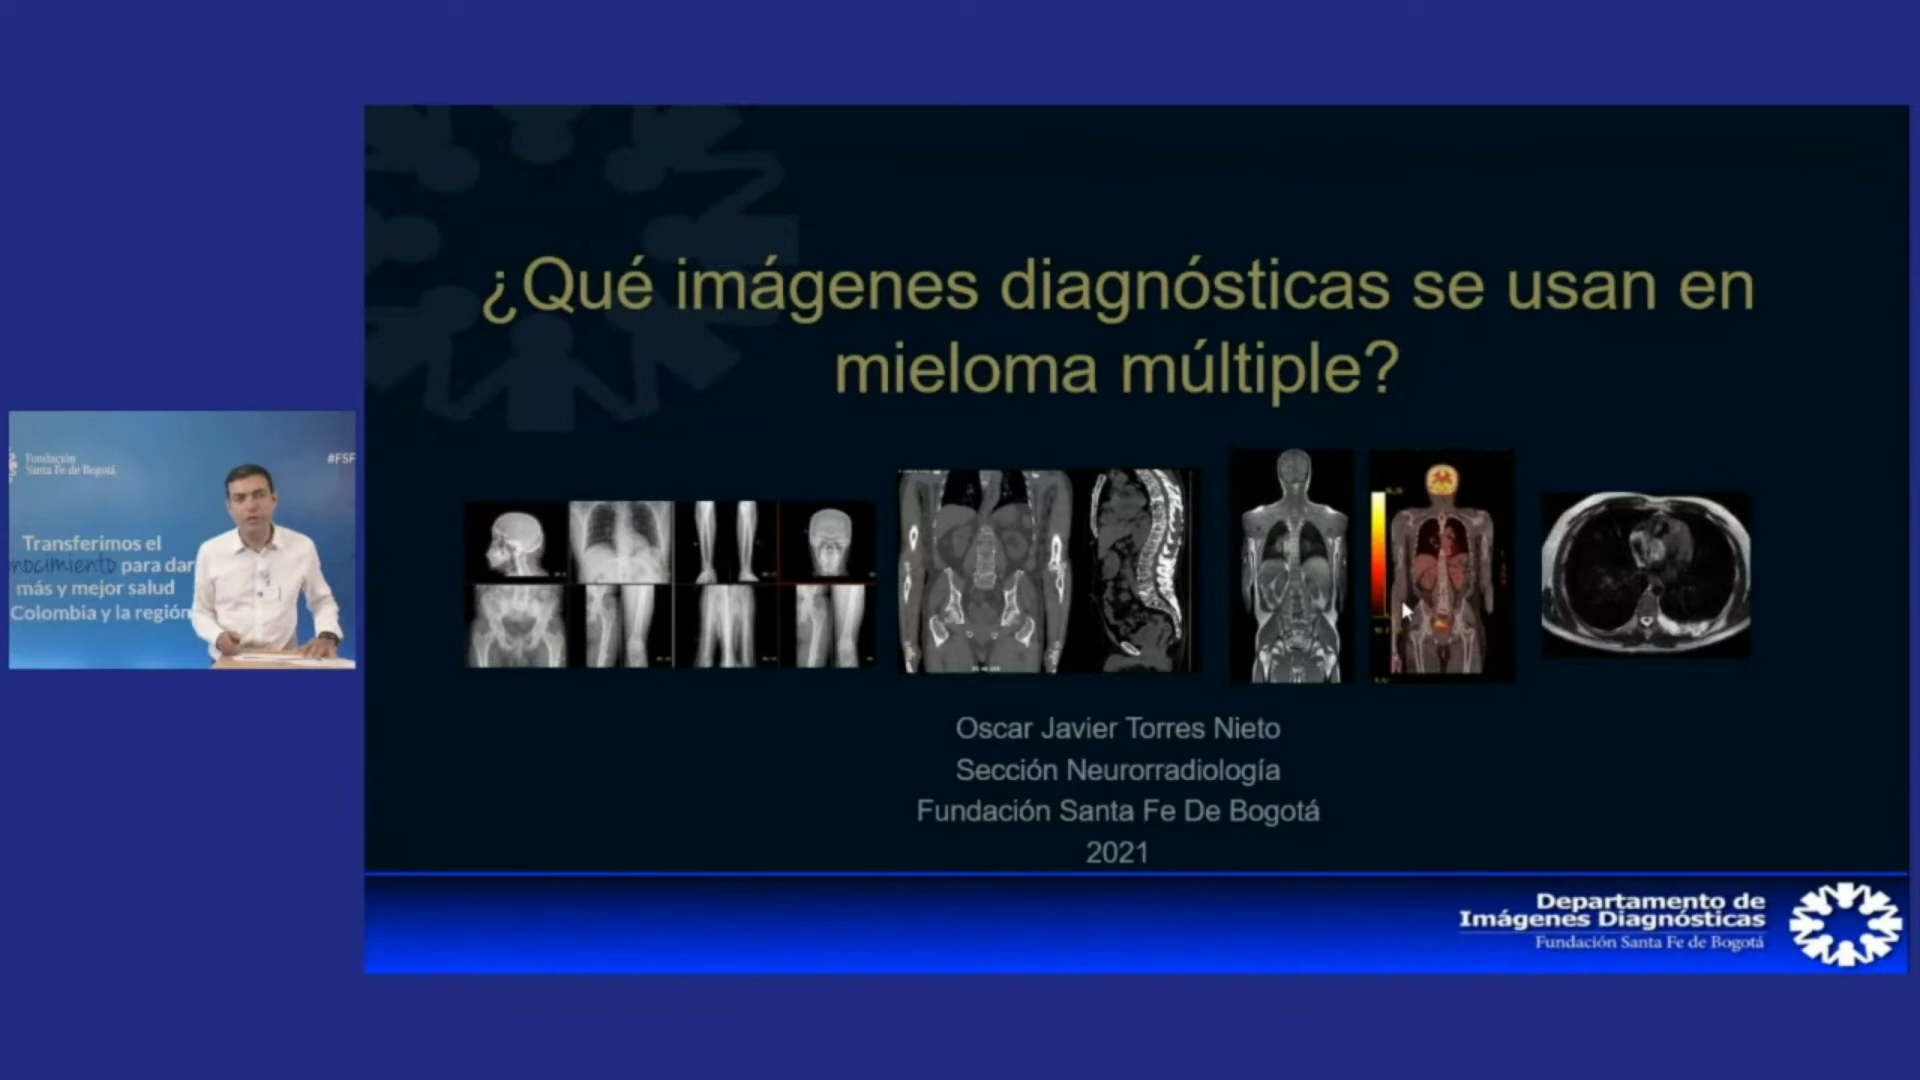 Fundación
Santa Fe de Bogotá
#FSF
Transferimos el
nocimiento para dar
más y mejor salud
Colombia y la región
¿Qué imágenes diagnósticas se usan en
mieloma múltiple?
Oscar Javier Torres Nieto
Sección Neurorradiología
Fundación Santa Fe De Bogotá
2021
Departamento de
Imágenes Diagnósticas
Fundación Santa Fe de Bogotá